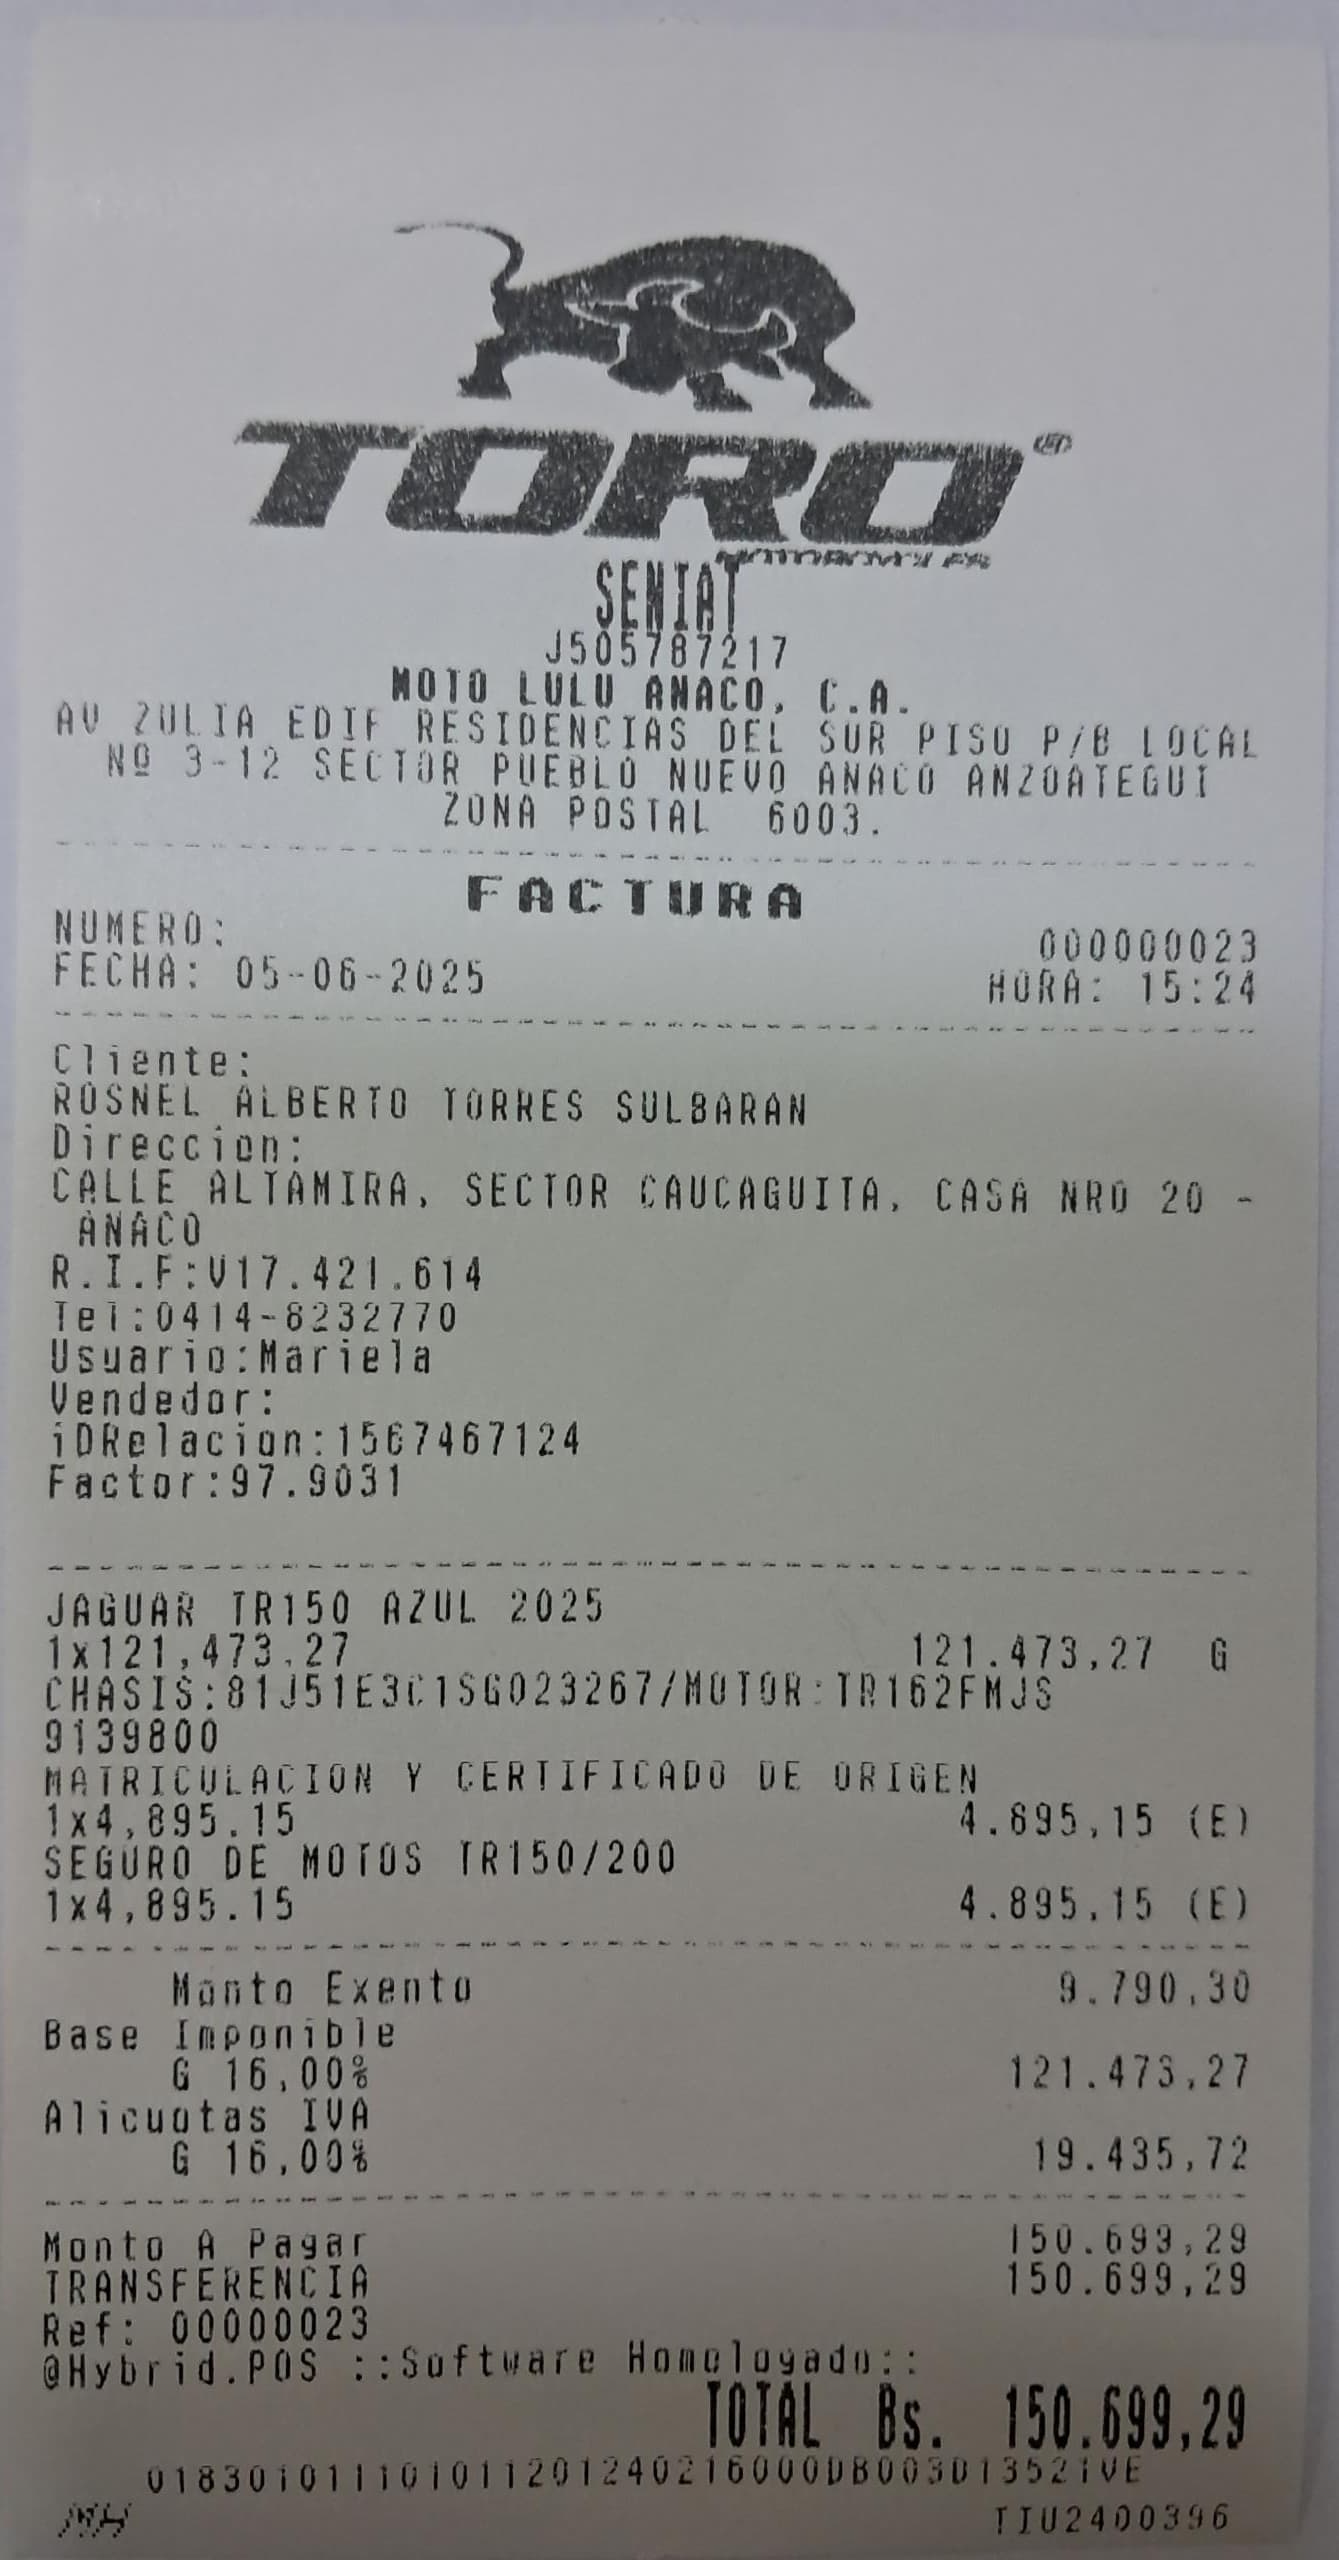 TORO
SENIAT
J505787217
MOTO LULU ANACO, C.A.
AV ZULIA EDIF RESIDENCIAS DEL SUR PISO P/B LOCAL
Nº 3-12 SECTOR PUEBLO NUEVO ANACO ANZOATEGUI
ZONA POSTAL 6003.
FACTURA
NUMERO: 000000023
FECHA: 05-06-2025 HORA: 15:24
Cliente:
ROSNEL ALBERTO TORRES SULBARAN
Direccion:
CALLE ALTAMIRA, SECTOR CAUCAGUITA, CASA NRO 20 -
ANACO
R.I.F:V17.421.614
Tel:0414-8232770
Usuario:Mariela
Vendedor:
iDRelacion:1567467124
Factor:97.9031
JAGUAR TR150 AZUL 2025
1x121,473.27 121.473,27 G
CHASIS:81J51E3C1SG023267/MOTOR:TR162FMJS
9139800
MATRICULACION Y CERTIFICADO DE ORIGEN
1x4,895.15 4.895,15 (E)
SEGURO DE MOTOS TR150/200
1x4,895.15 4.895,15 (E)
Monto Exento 9.790,30
Base Imponible
G 16,00% 121.473,27
Alicuotas IVA
G 16,00% 19.435,72
Monto A Pagar 150.699,29
TRANSFERENCIA 150.699,29
Ref: 00000023
@Hybrid.POS ::Software Homologado::
TOTAL Bs. 150.699,29
MH TIU2400396